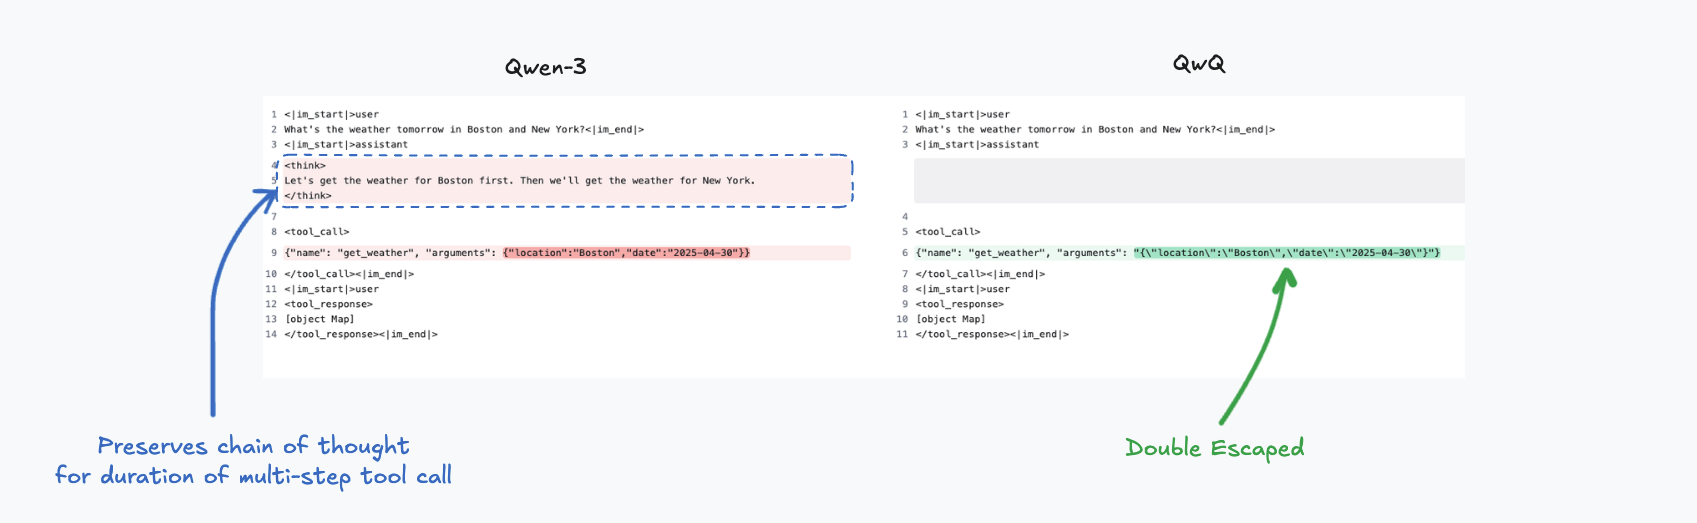 Qwen-3
1 <|im_start|>user
2 What's the weather tomorrow in Boston and New York?<|im_end|>
3 <|im_start|>assistant
4 <think>
5 Let's get the weather for Boston first. Then we'll get the weather for New York.
</think>
7
8 <tool_call>
9 {"name": "get_weather", "arguments": {"location":"Boston","date":"2025-04-30"}}
10 </tool_call><|im_end|>
11 <|im_start|>user
12 <tool_response>
13 [object Map]
14 </tool_response><|im_end|>
Preserves chain of thought
for duration of multi-step tool call
QwQ
1 <|im_start|>user
2 What's the weather tomorrow in Boston and New York?<|im_end|>
3 <|im_start|>assistant
4
5 <tool_call>
6 {"name": "get_weather", "arguments": "{\"location\":\"Boston\",\"date\":\"2025-04-30\"}"}
7 </tool_call><|im_end|>
8 <|im_start|>user
9 <tool_response>
10 [object Map]
11 </tool_response><|im_end|>
Double Escaped